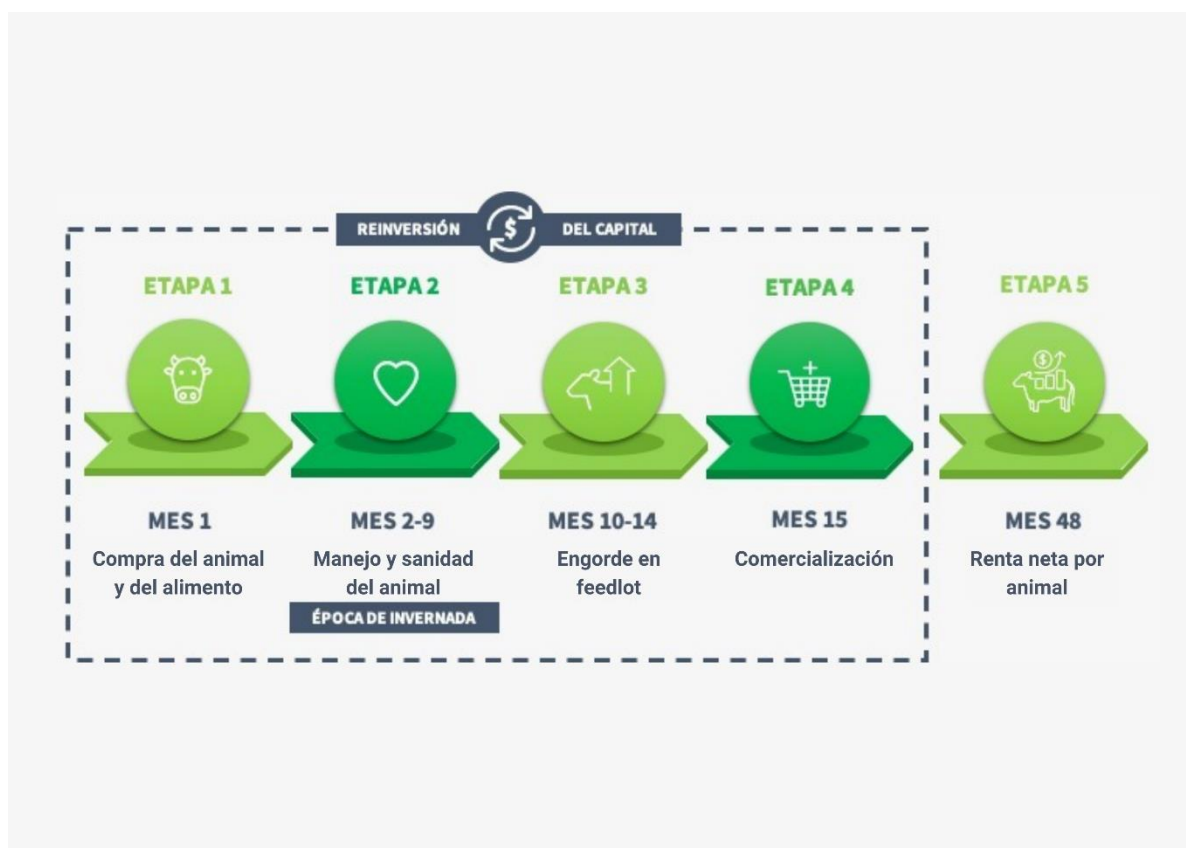 REINVERSIÓN $ DEL CAPITAL
ETAPA 1
ETAPA 2
ETAPA 3
ETAPA 4
ETAPA 5
$
MES 1
Compra del animal
y del alimento
MES 2-9
Manejo y sanidad
del animal
ÉPOCA DE INVERNADA
MES 10-14
Engorde en
feedlot
MES 15
Comercialización
MES 48
Renta neta por
animal